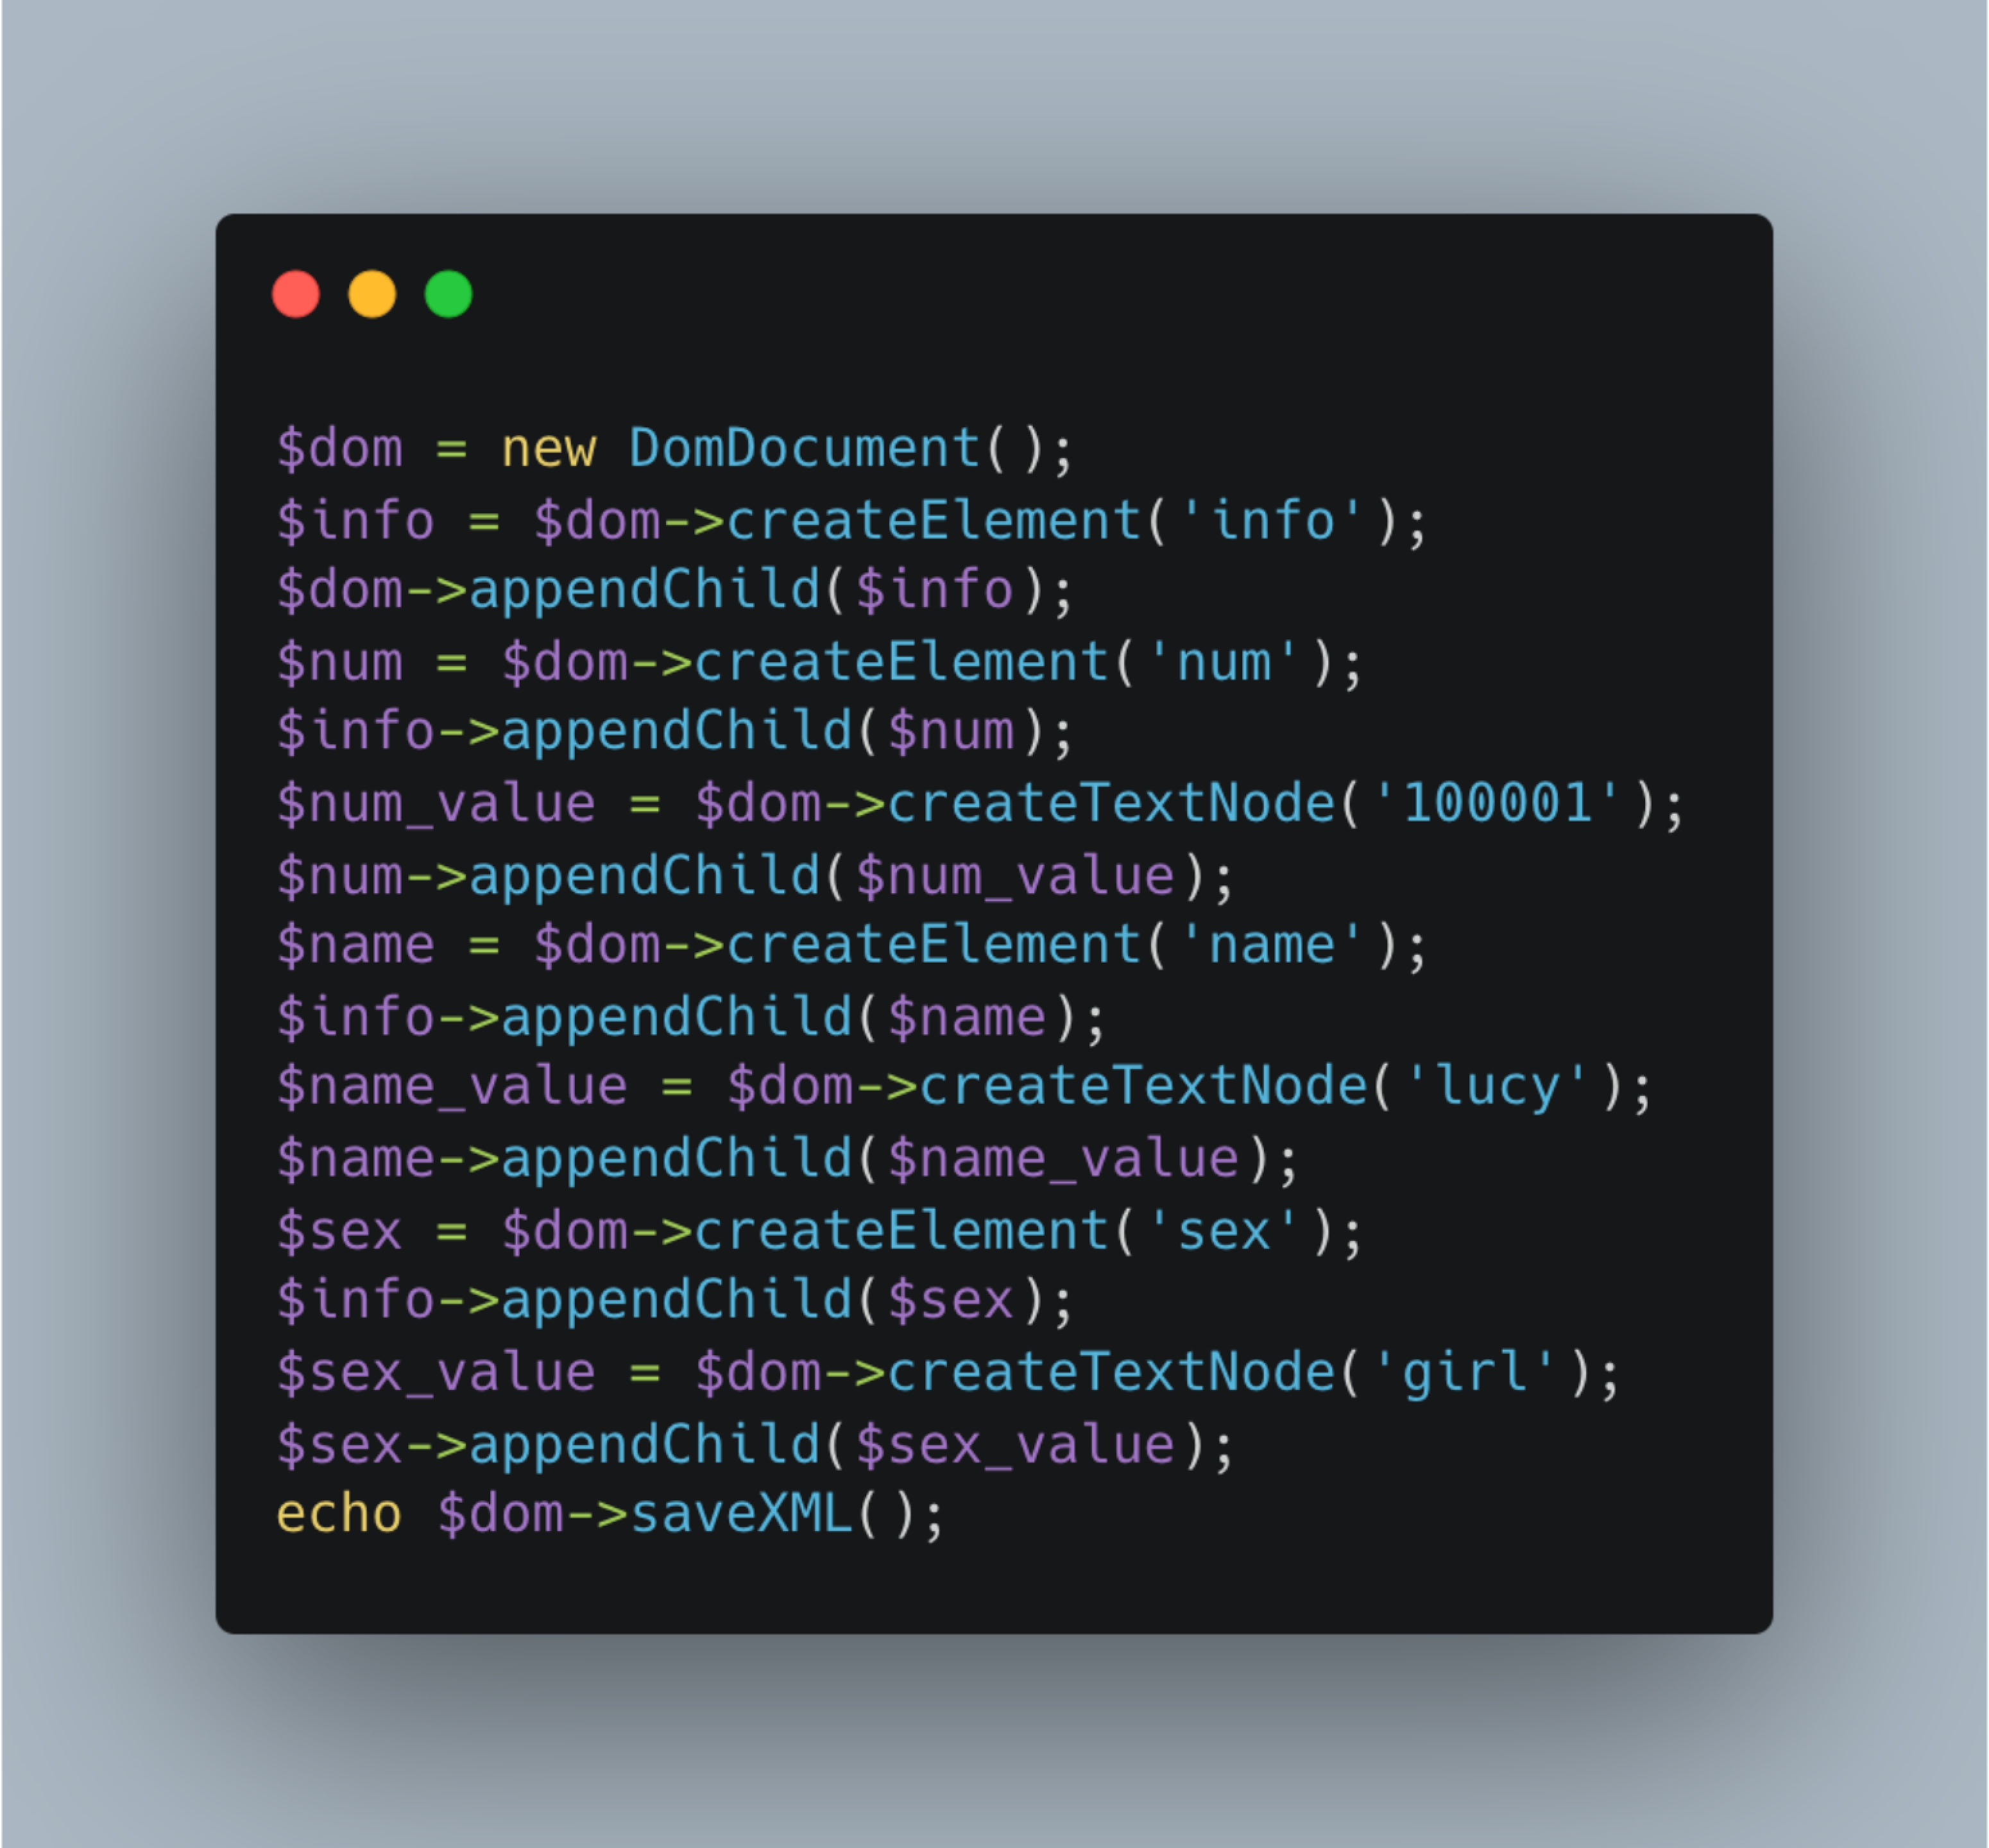 $dom = new DomDocument();
$info = $dom->createElement('info');
$dom->appendChild($info);
$num = $dom->createElement('num');
$info->appendChild($num);
$num_value = $dom->createTextNode('100001');
$num->appendChild($num_value);
$name = $dom->createElement('name');
$info->appendChild($name);
$name_value = $dom->createTextNode('lucy');
$name->appendChild($name_value);
$sex = $dom->createElement('sex');
$info->appendChild($sex);
$sex_value = $dom->createTextNode('girl');
$sex->appendChild($sex_value);
echo $dom->saveXML();